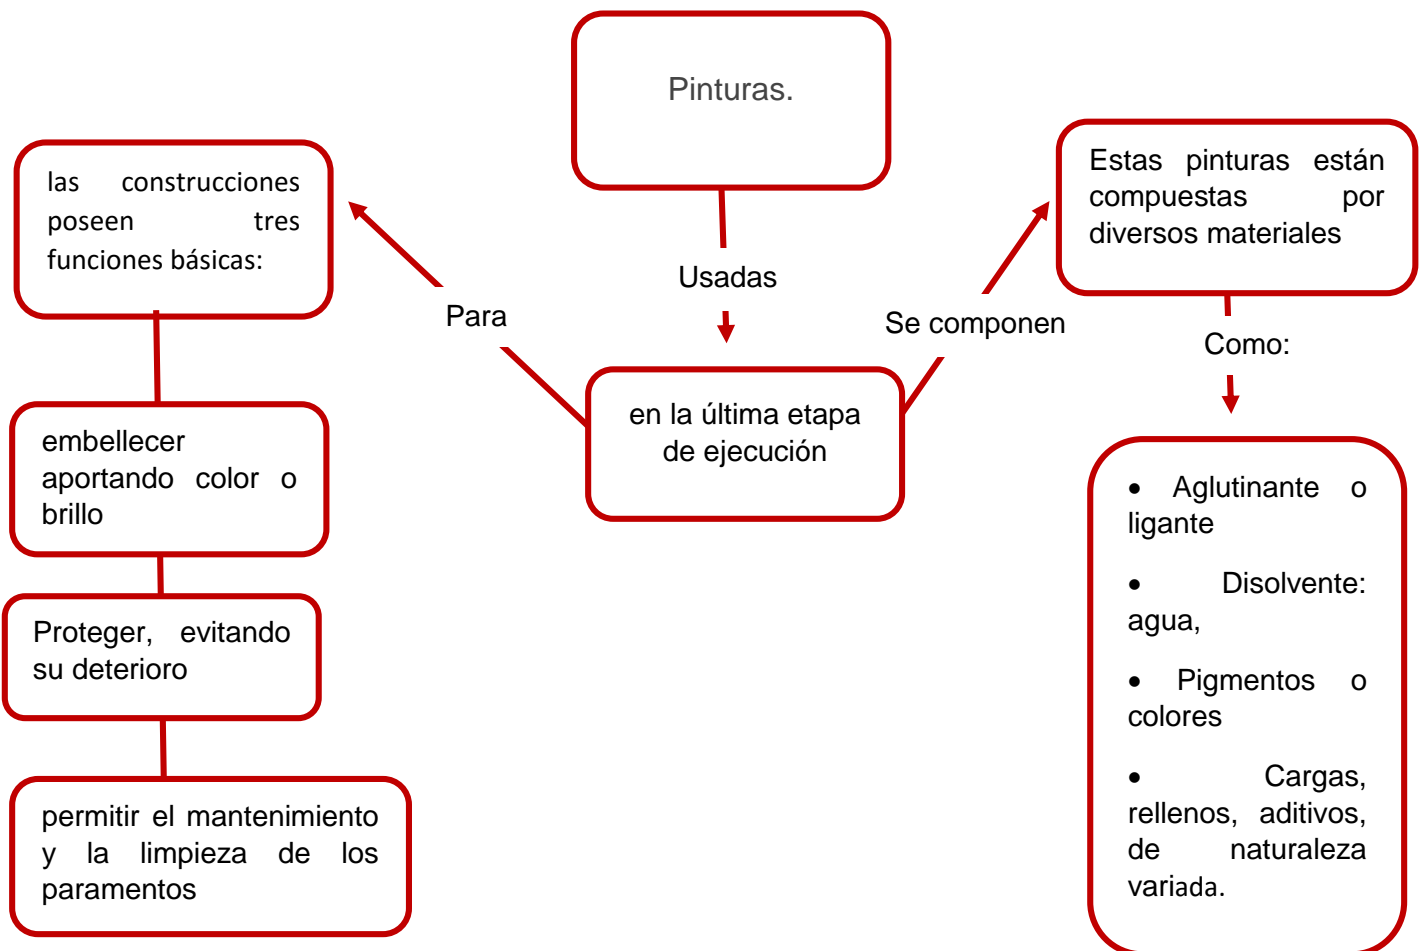 Pinturas.
Usadas
en la última etapa
de ejecución
Para
las construcciones
poseen tres
funciones básicas:
embellecer
aportando color o
brillo
Proteger, evitando
su deterioro
permitir el mantenimiento
y la limpieza de los
paramentos
Se componen
Estas pinturas están
compuestas por
diversos materiales
Como:
• Aglutinante o
ligante
• Disolvente:
agua,
• Pigmentos o
colores
• Cargas,
rellenos, aditivos,
de naturaleza
variada.